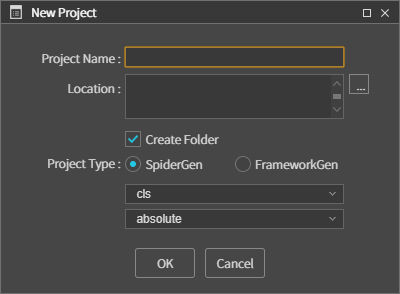 New Project
Project Name :
Location :
...
Create Folder
Project Type : SpiderGen FrameworkGen
cls
absolute
OK Cancel